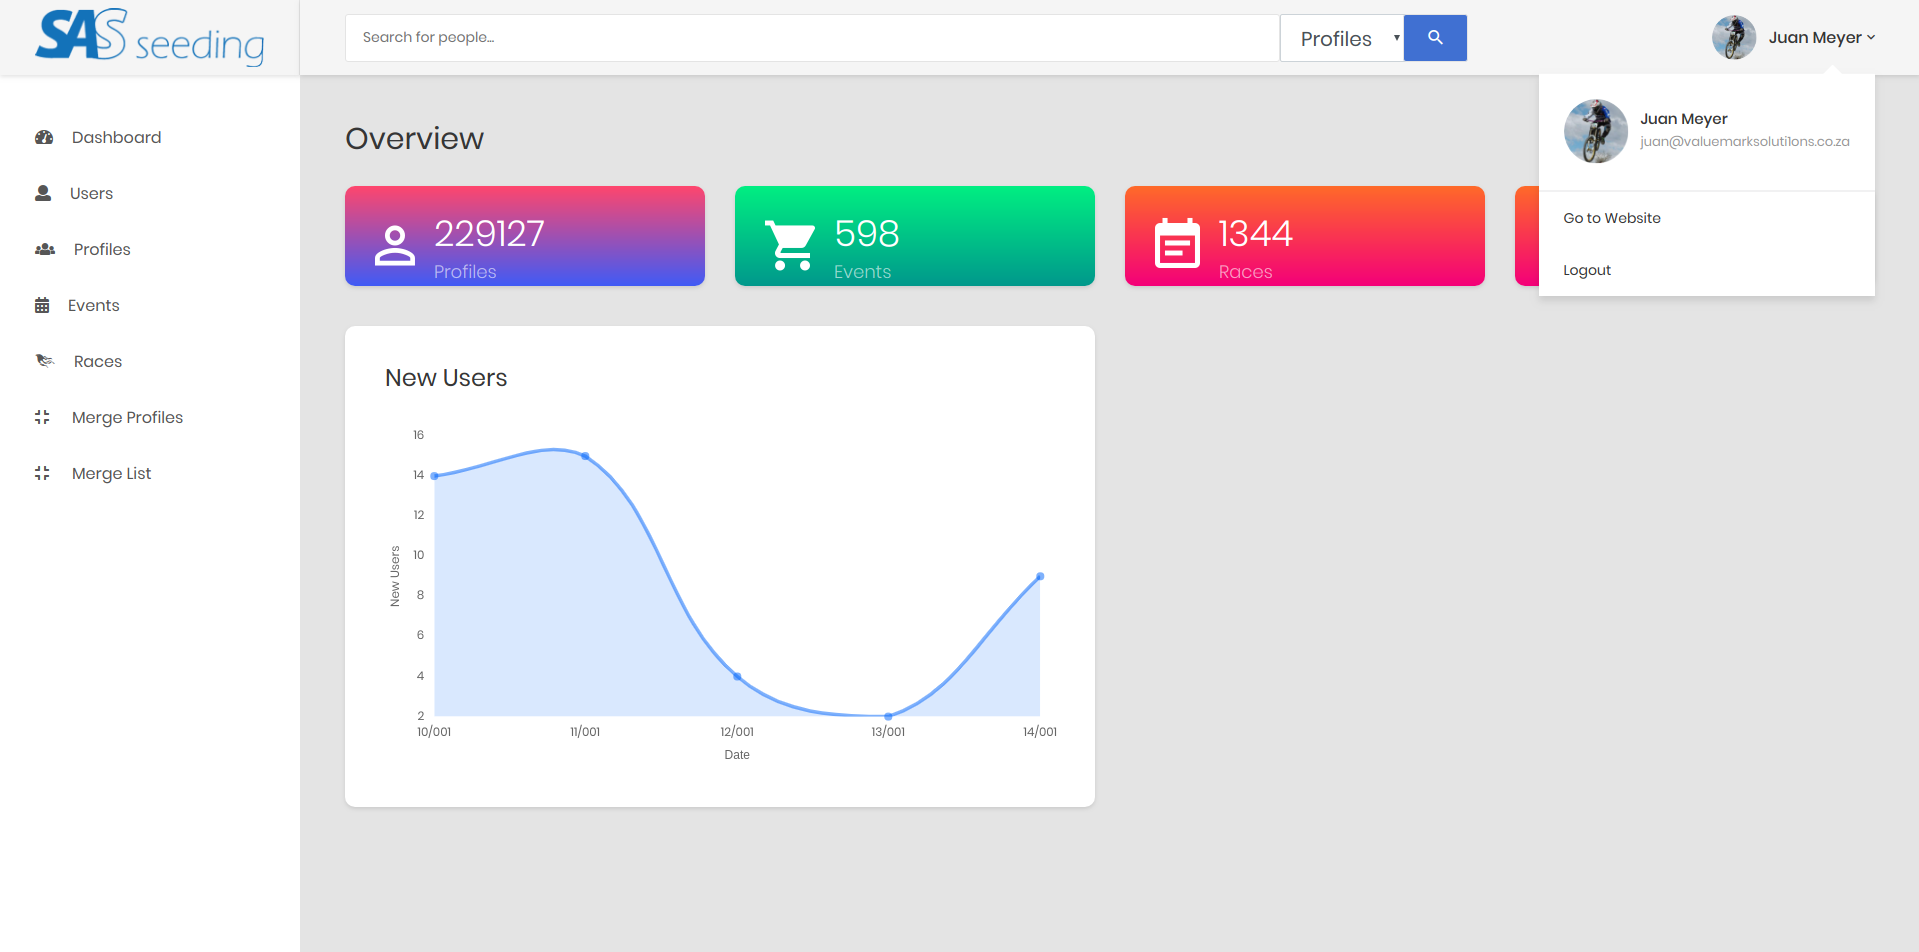 SAS seeding
Search for people...
Profiles
Juan Meyer
Juan Meyer
juan@valuemarksoluti1ons.co.za
Go to Website
Logout
Dashboard
Users
Profiles
Events
Races
Merge Profiles
Merge List
Overview
229127
Profiles
598
Events
1344
Races
New Users
16
14
12
10
8
6
4
2
New Users
10/001
11/001
12/001
13/001
14/001
Date